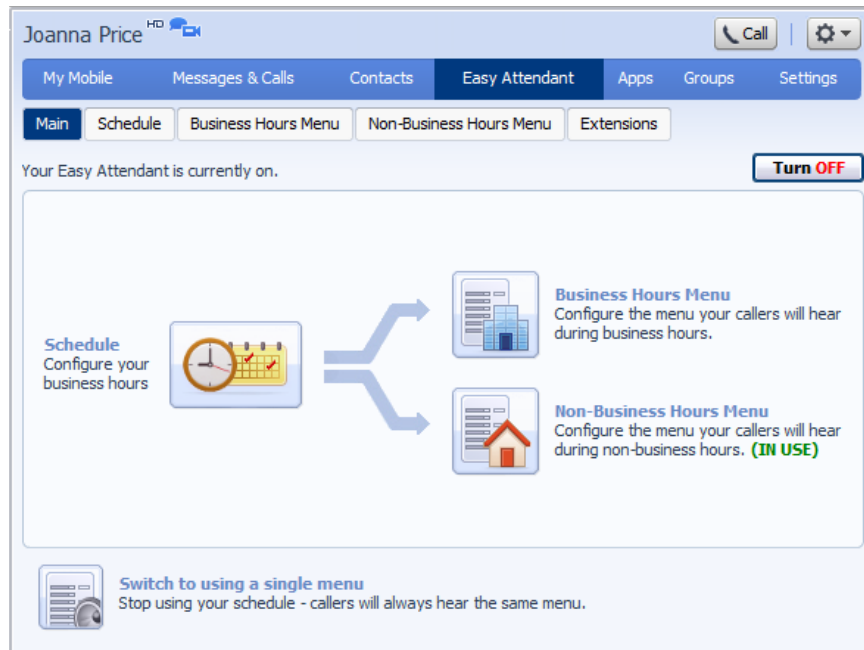 Joanna Price HD
Call
My Mobile Messages & Calls Contacts Easy Attendant Apps Groups Settings
Main Schedule Business Hours Menu Non-Business Hours Menu Extensions
Your Easy Attendant is currently on.
Turn OFF
Schedule
Configure your
business hours
Business Hours Menu
Configure the menu your callers will hear
during business hours.
Non-Business Hours Menu
Configure the menu your callers will hear
during non-business hours. (IN USE)
Switch to using a single menu
Stop using your schedule - callers will always hear the same menu.